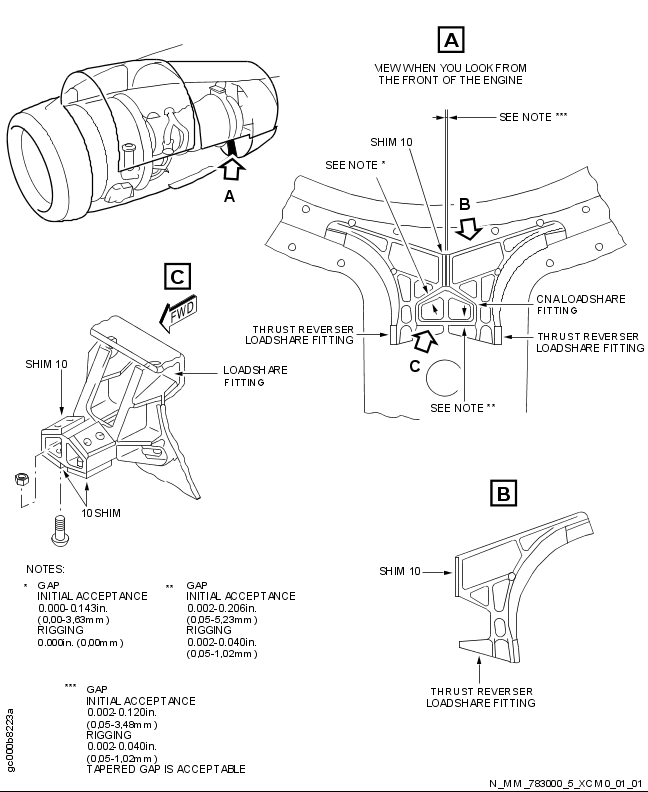 A
VIEW WHEN YOU LOOK FROM
THE FRONT OF THE ENGINE
SEE NOTE ***
SHIM 10
SEE NOTE *
A
B
C
FWD
CNA LOADSHARE
FITTING
THRUST REVERSER
LOADSHARE FITTING
THRUST REVERSER
LOADSHARE FITTING
C
SEE NOTE **
SHIM 10
LOADSHARE
FITTING
10 SHIM
B
SHIM 10
THRUST REVERSER
LOADSHARE FITTING
NOTES:
* GAP
INITIAL ACCEPTANCE
0.000-0.143in.
(0,00-3,63mm)
RIGGING
0.000in. (0,00mm)
** GAP
INITIAL ACCEPTANCE
0.002-0.206in.
(0,05-5,23mm)
RIGGING
0.002-0.040in.
(0,05-1,02mm)
*** GAP
INITIAL ACCEPTANCE
0.002-0.120in.
(0,05-3,48mm)
RIGGING
0.002-0.040in.
(0,05-1,02mm)
TAPERED GAP IS ACCEPTABLE
gc000b8223a
N_MM_783000_5_XCM0_01_01